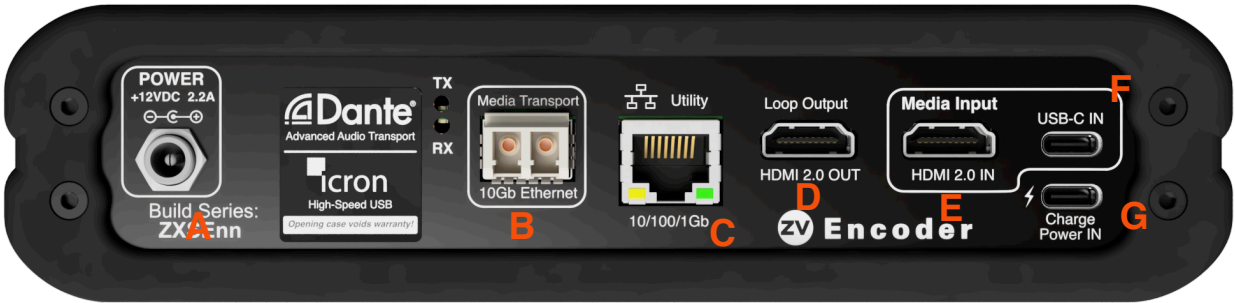 POWER
+12VDC 2.2A
Build Series:
A
Dante®
Advanced Audio Transport
icron
High-Speed USB
Opening case voids warranty!
TX
RX
Media Transport
10Gb Ethernet
B
Utility
10/100/1Gb
C
Loop Output
HDMI 2.0 OUT
D
Media Input
HDMI 2.0 IN
E
USB-C IN
F
Charge
Power IN
G
ZV Encoder